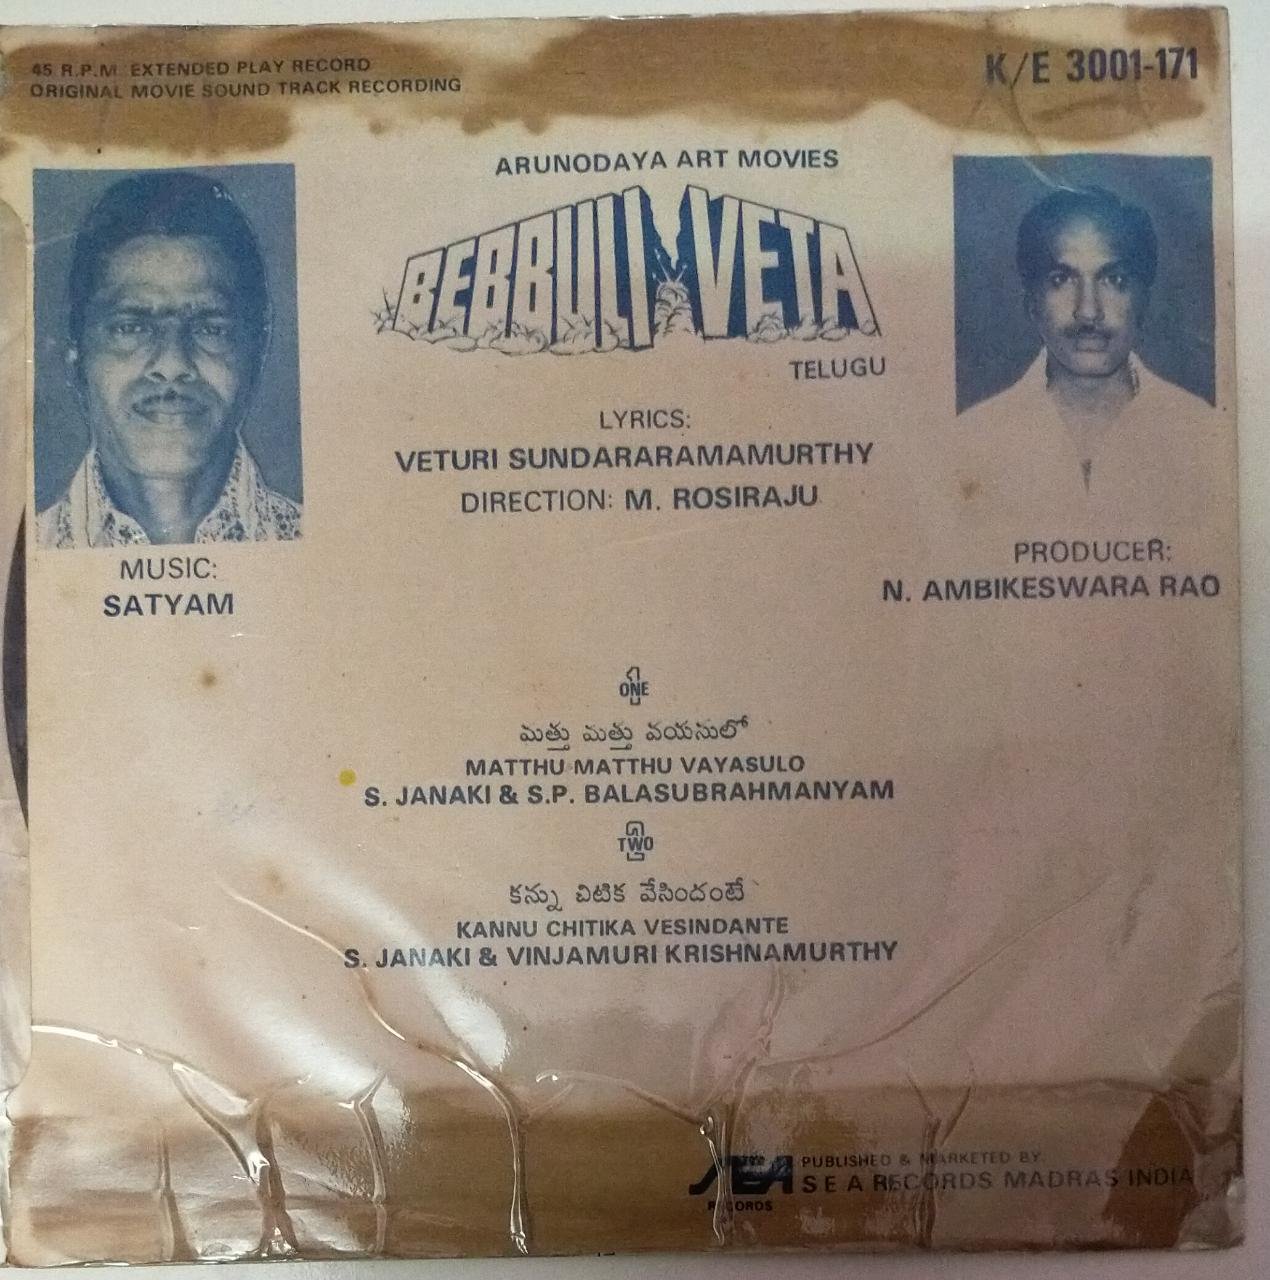 45 R.P.M. EXTENDED PLAY RECORD
ORIGINAL MOVIE SOUND TRACK RECORDING
K/E 3001-171
ARUNODAYA ART MOVIES
BEBBULI VETA
TELUGU
LYRICS:
VETURI SUNDARARAMAMURTHY
DIRECTION: M. ROSIRAJU
MUSIC:
SATYAM
PRODUCER:
N. AMBIKESWARA RAO
ONE
మత్తు మత్తు వయసులో
MATTHU MATTHU VAYASULO
S. JANAKI & S.P. BALASUBRAHMANYAM
TWO
కన్ను చిటిక వేసిందంటే
KANNU CHITIKA VESINDANTE
S. JANAKI & VINJAMURI KRISHNAMURTHY
SEA
RECORDS
PUBLISHED & MARKETED BY
S E A RECORDS MADRAS INDIA